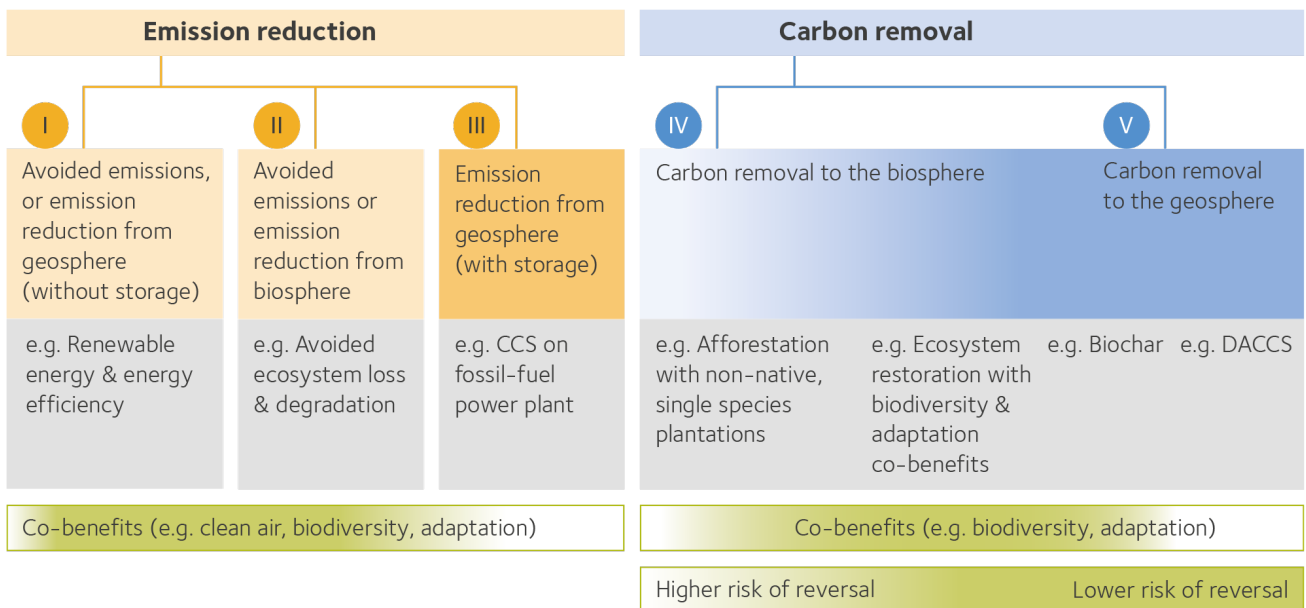 Emission reduction
Carbon removal
I
Avoided emissions,
or emission
reduction from
geosphere
(without storage)
II
Avoided
emissions or
emission
reduction from
biosphere
III
Emission
reduction from
geosphere
(with storage)
IV
Carbon removal to the biosphere
V
Carbon removal
to the geosphere
e.g. Renewable
energy & energy
efficiency
e.g. Avoided
ecosystem loss
& degradation
e.g. CCS on
fossil-fuel
power plant
e.g. Afforestation
with non-native,
single species
plantations
e.g. Ecosystem
restoration with
biodiversity &
adaptation
co-benefits
e.g. Biochar
e.g. DACCS
Co-benefits (e.g. clean air, biodiversity, adaptation)
Co-benefits (e.g. biodiversity, adaptation)
Higher risk of reversal
Lower risk of reversal